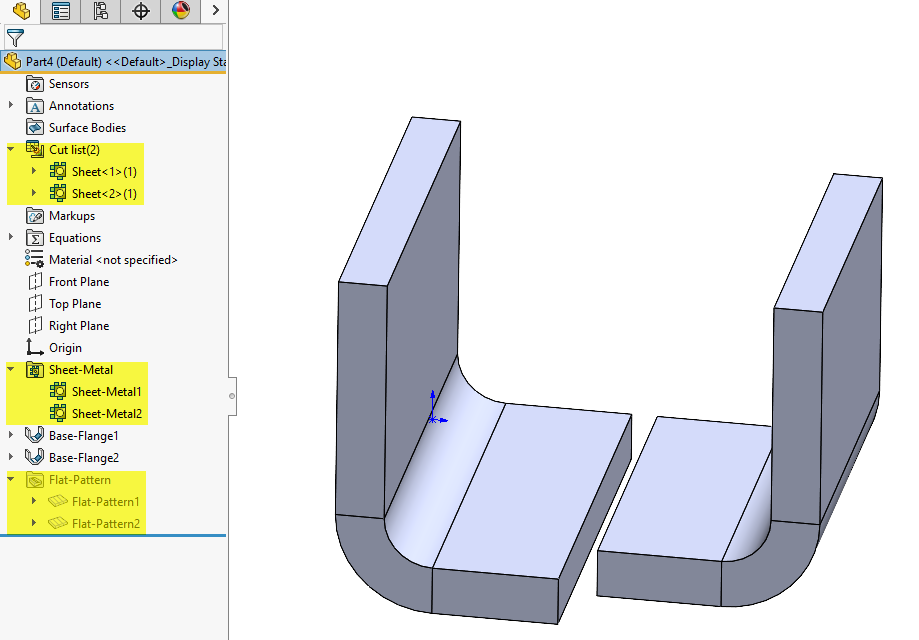 Part4 (Default) <<Default>_Display Sta
Sensors
A Annotations
Surface Bodies
Cut list(2)
Sheet<1>(1)
Sheet<2>(1)
Markups
Σ Equations
Material <not specified>
Front Plane
Top Plane
Right Plane
Origin
Sheet-Metal
Sheet-Metal1
Sheet-Metal2
Base-Flange1
Base-Flange2
Flat-Pattern
Flat-Pattern1
Flat-Pattern2